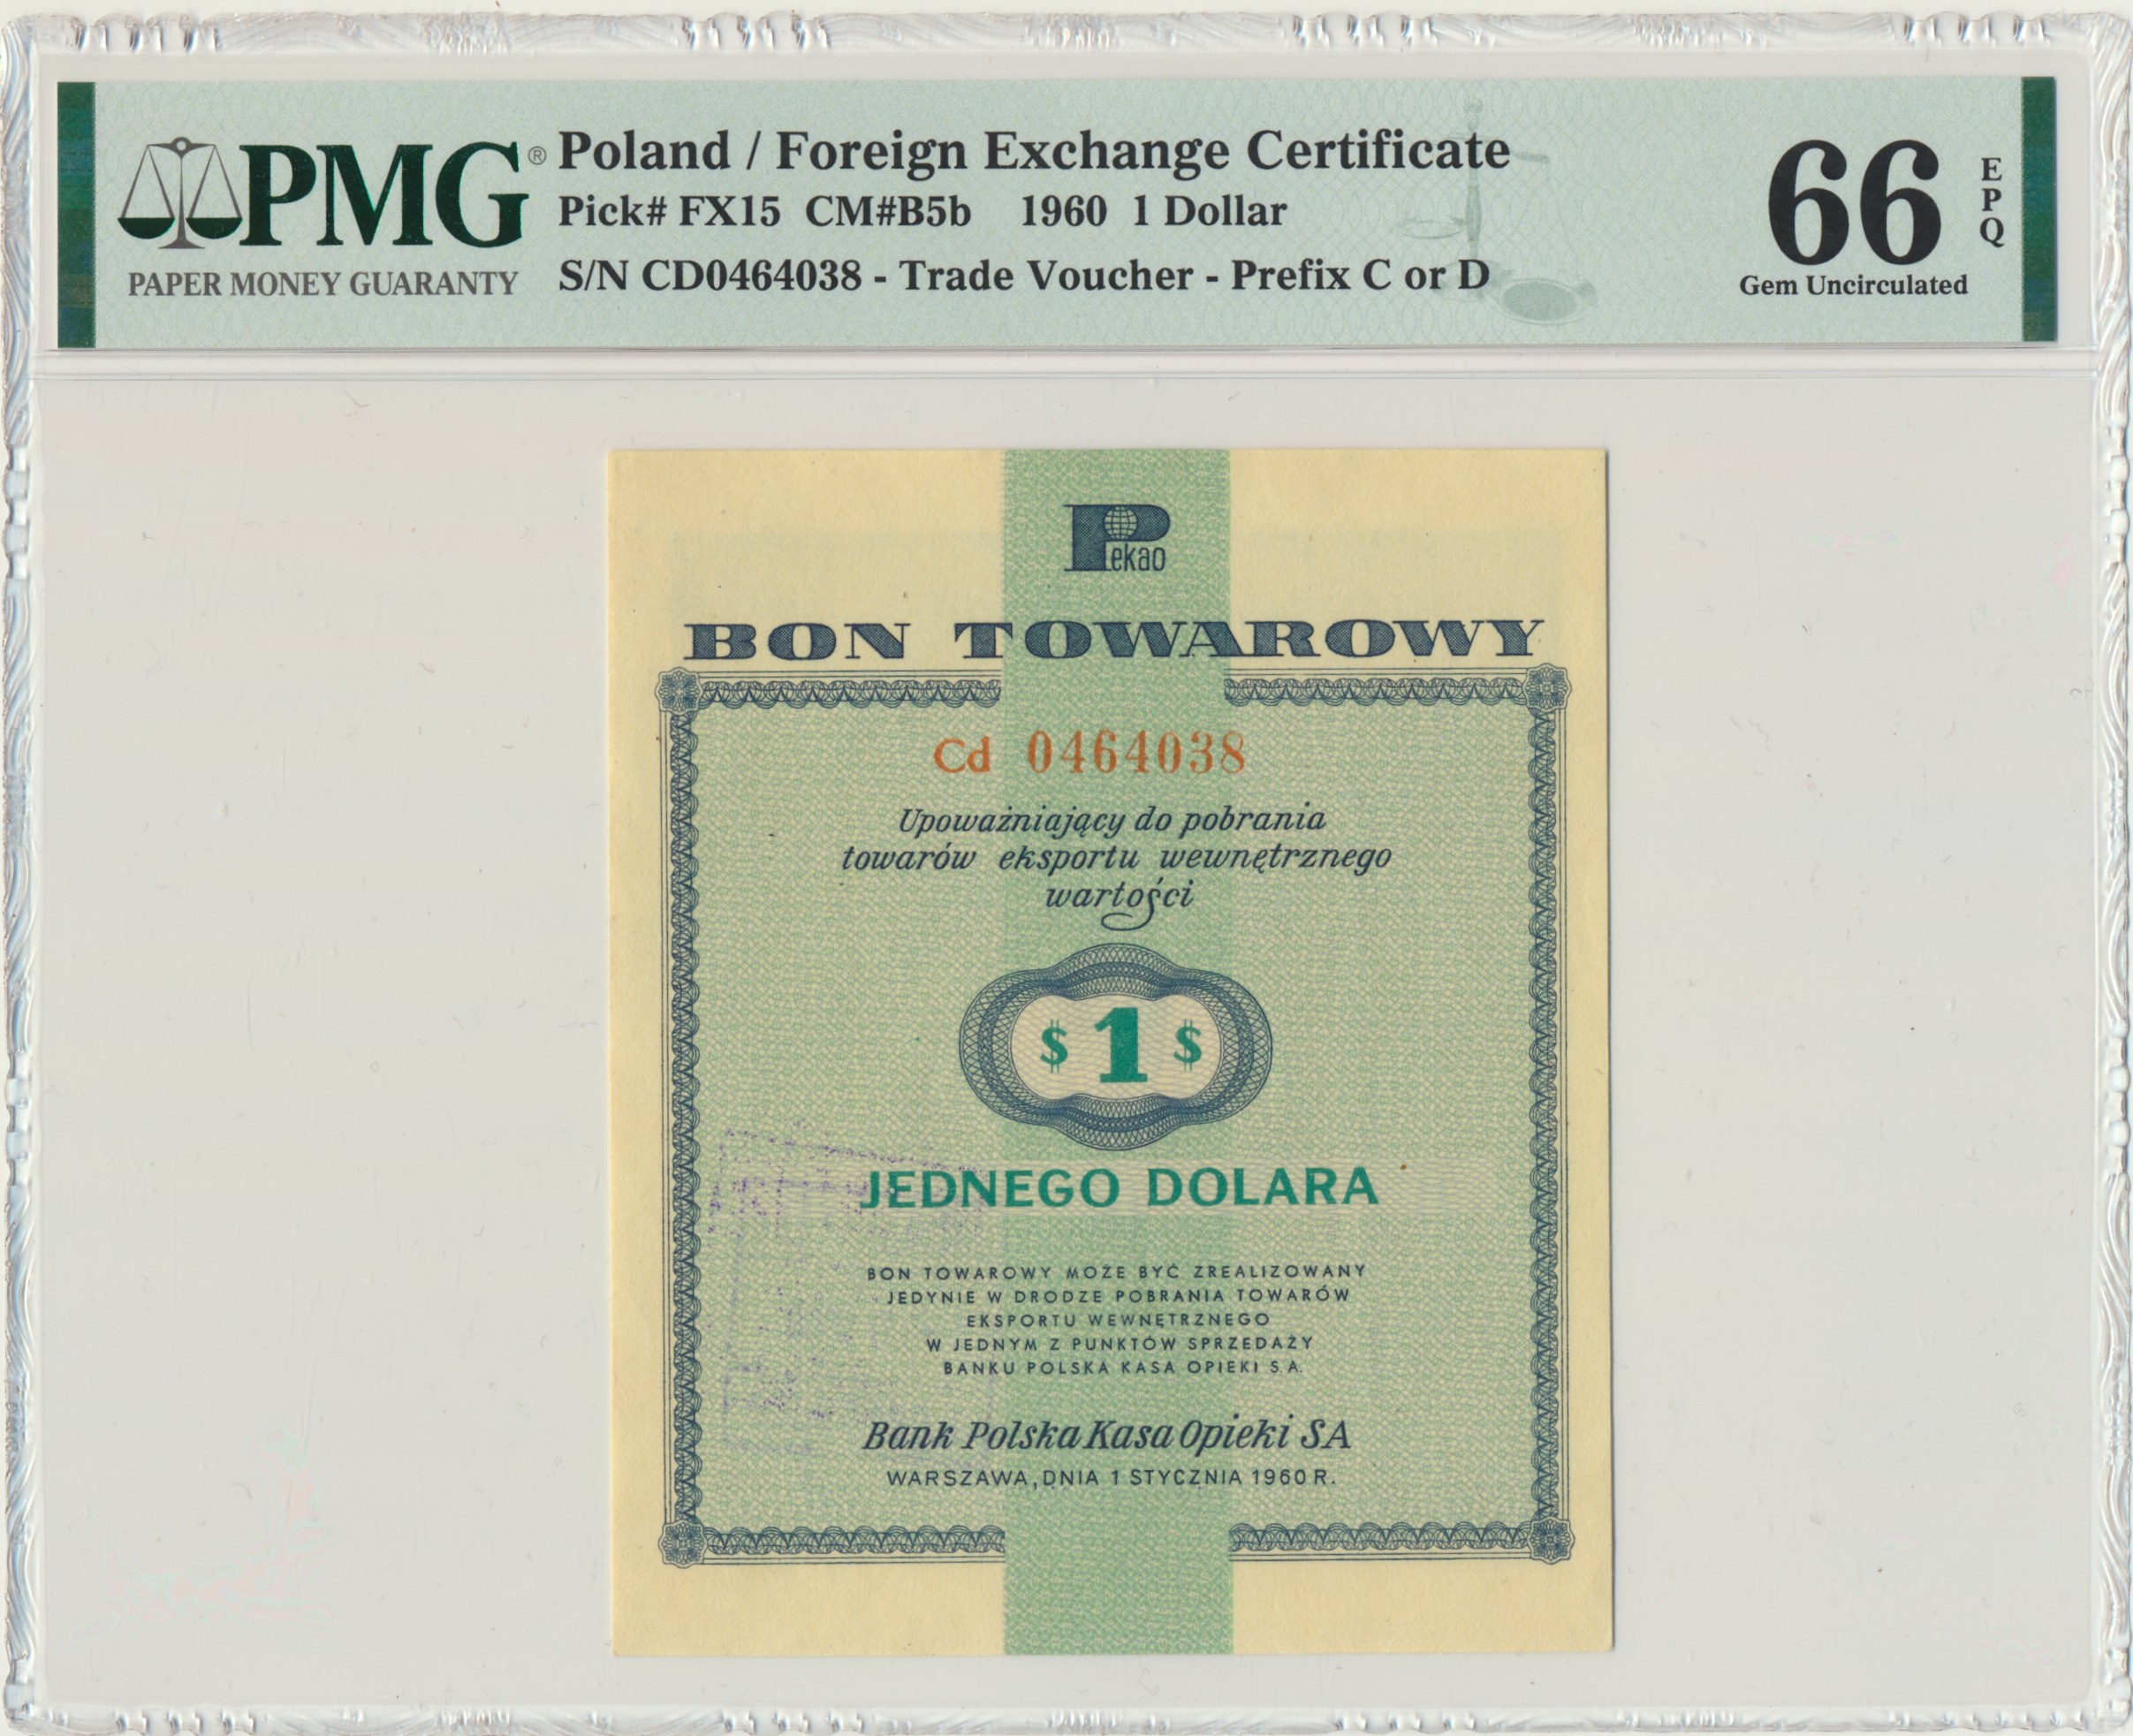 PMG®
PAPER MONEY GUARANTY
Poland / Foreign Exchange Certificate
Pick# FX15 CM#B5b 1960 1 Dollar
S/N CD0464038 - Trade Voucher - Prefix C or D
66
EPQ
Gem Uncirculated
Pekao
BON TOWAROWY
Cd 0464038
Upoważniający do pobrania
towarów eksportu wewnętrznego
wartości
$ 1 $
JEDNEGO DOLARA
BON TOWAROWY MOŻE BYĆ ZREALIZOWANY
JEDYNIE W DRODZE POBRANIA TOWARÓW
EKSPORTU WEWNĘTRZNEGO
W JEDNYM Z PUNKTÓW SPRZEDAŻY
BANKU POLSKA KASA OPIEKI S.A.
Bank Polska Kasa Opieki SA
WARSZAWA, DNIA 1 STYCZNIA 1960 R.